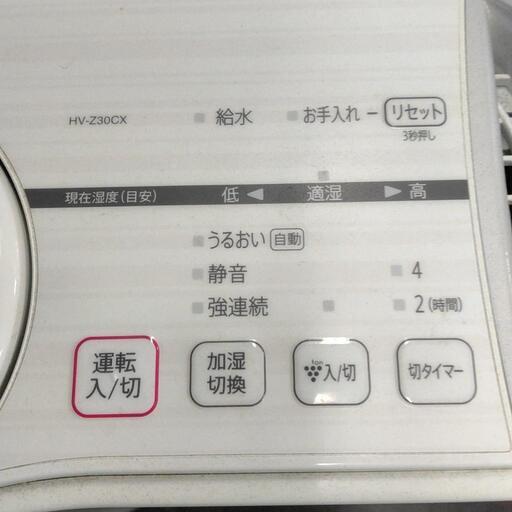 HV-Z30CX 給水 お手入れ ー リセット
3秒押し
現在湿度(目安) 低 ◀ 適湿 ▶ 高
うるおい 自動
静音 4
強連続 2(時間)
運転 入/切
加湿 切換
ion 入/切
切タイマー